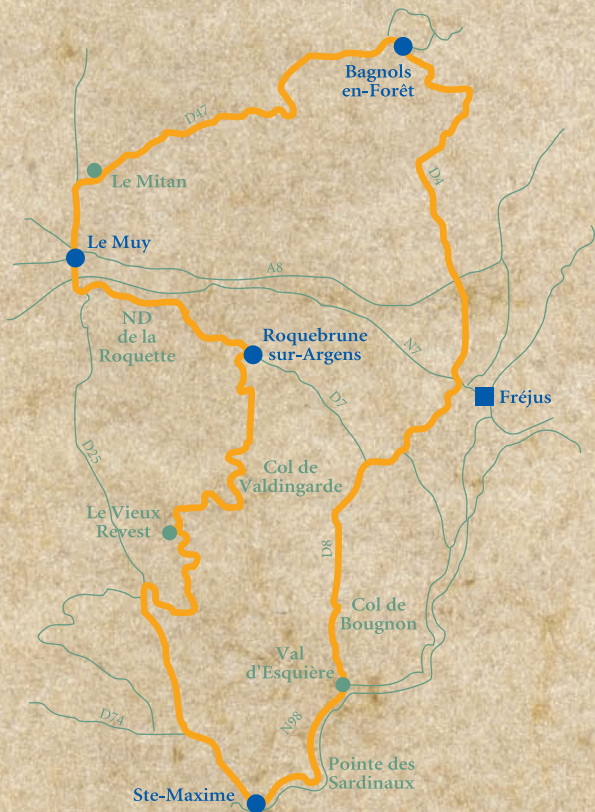 Bagnols
en-Forêt
D47
D4
Le Mitan
Le Muy
A8
ND
de la
Roquette
Roquebrune
sur-Argens
N7
Fréjus
D7
D25
Col de
Valdingarde
Le Vieux
Revest
D8
Col de
Bougnon
Val
d'Esquière
D74
N98
Pointe des
Sardinaux
Ste-Maxime